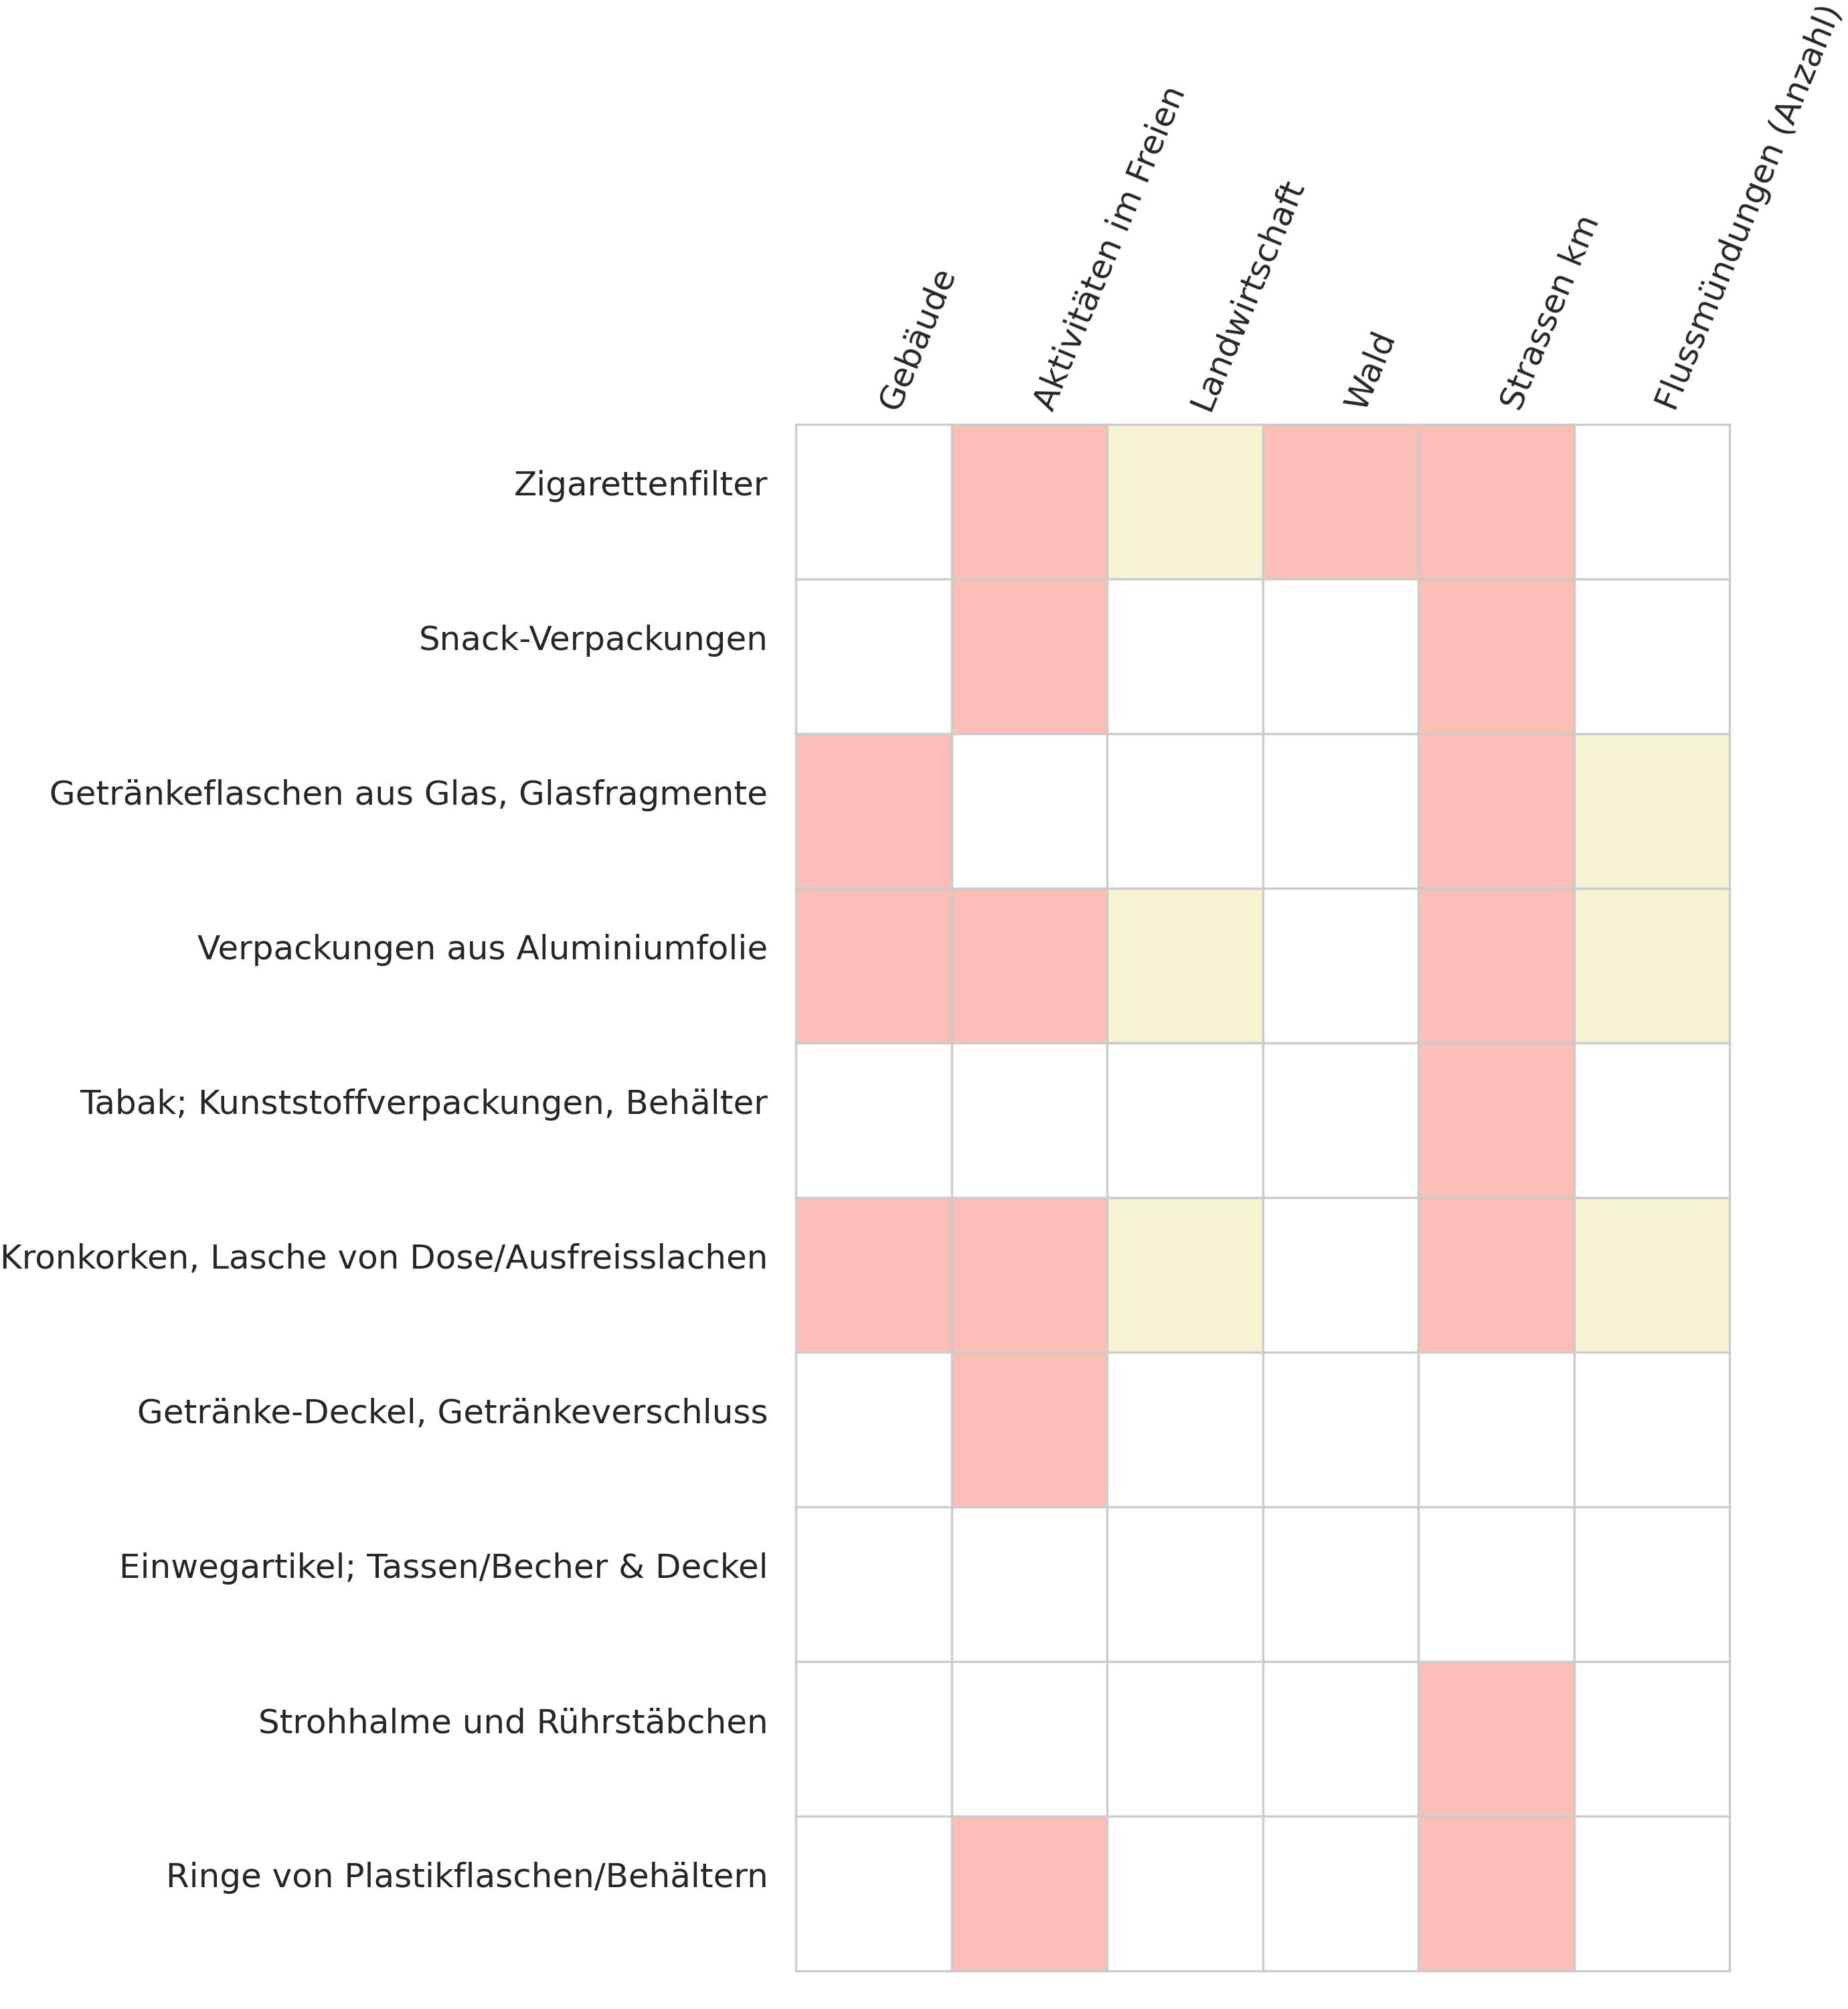 Gebäude
Aktivitäten im Freien
Landwirtschaft
Wald
Strassen km
Flussmündungen (Anzahl)
Zigarettenfilter
Snack-Verpackungen
Getränkeflaschen aus Glas, Glasfragmente
Verpackungen aus Aluminiumfolie
Tabak; Kunststoffverpackungen, Behälter
Kronkorken, Lasche von Dose/Ausfreisslachen
Getränke-Deckel, Getränkeverschluss
Einwegartikel; Tassen/Becher & Deckel
Strohhalme und Rührstäbchen
Ringe von Plastikflaschen/Behältern